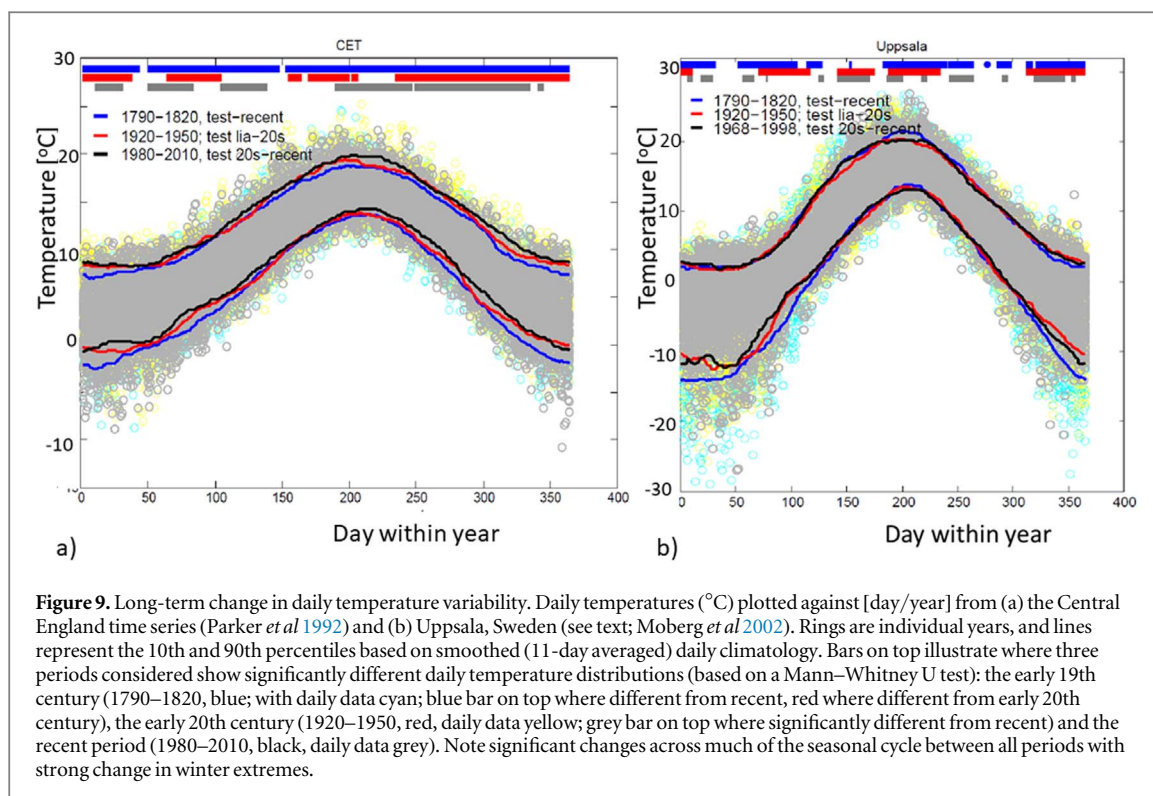 CET
30
20
10
0
-10
Temperature [°C]
1790−1820, test−recent
1920−1950; test lia−20s
1980−2010; test 20s−recent
0 50 100 150 200 250 300 350 400
Day within year
a)
Uppsala
30
20
10
0
-10
-20
-30
Temperature [°C]
1790−1820, test−recent
1920−1950; test lia−20s
1968−1998, test 20s−recent
0 50 100 150 200 250 300 350 400
Day within year
b)
Figure 9. Long-term change in daily temperature variability. Daily temperatures (°C) plotted against [day/year] from (a) the Central
England time series (Parker et al 1992) and (b) Uppsala, Sweden (see text; Moberg et al 2002). Rings are individual years, and lines
represent the 10th and 90th percentiles based on smoothed (11-day averaged) daily climatology. Bars on top illustrate where three
periods considered show significantly different daily temperature distributions (based on a Mann–Whitney U test): the early 19th
century (1790–1820, blue; with daily data cyan; blue bar on top where different from recent, red where different from early 20th
century), the early 20th century (1920–1950, red, daily data yellow; grey bar on top where significantly different from recent) and the
recent period (1980–2010, black, daily data grey). Note significant changes across much of the seasonal cycle between all periods with
strong change in winter extremes.